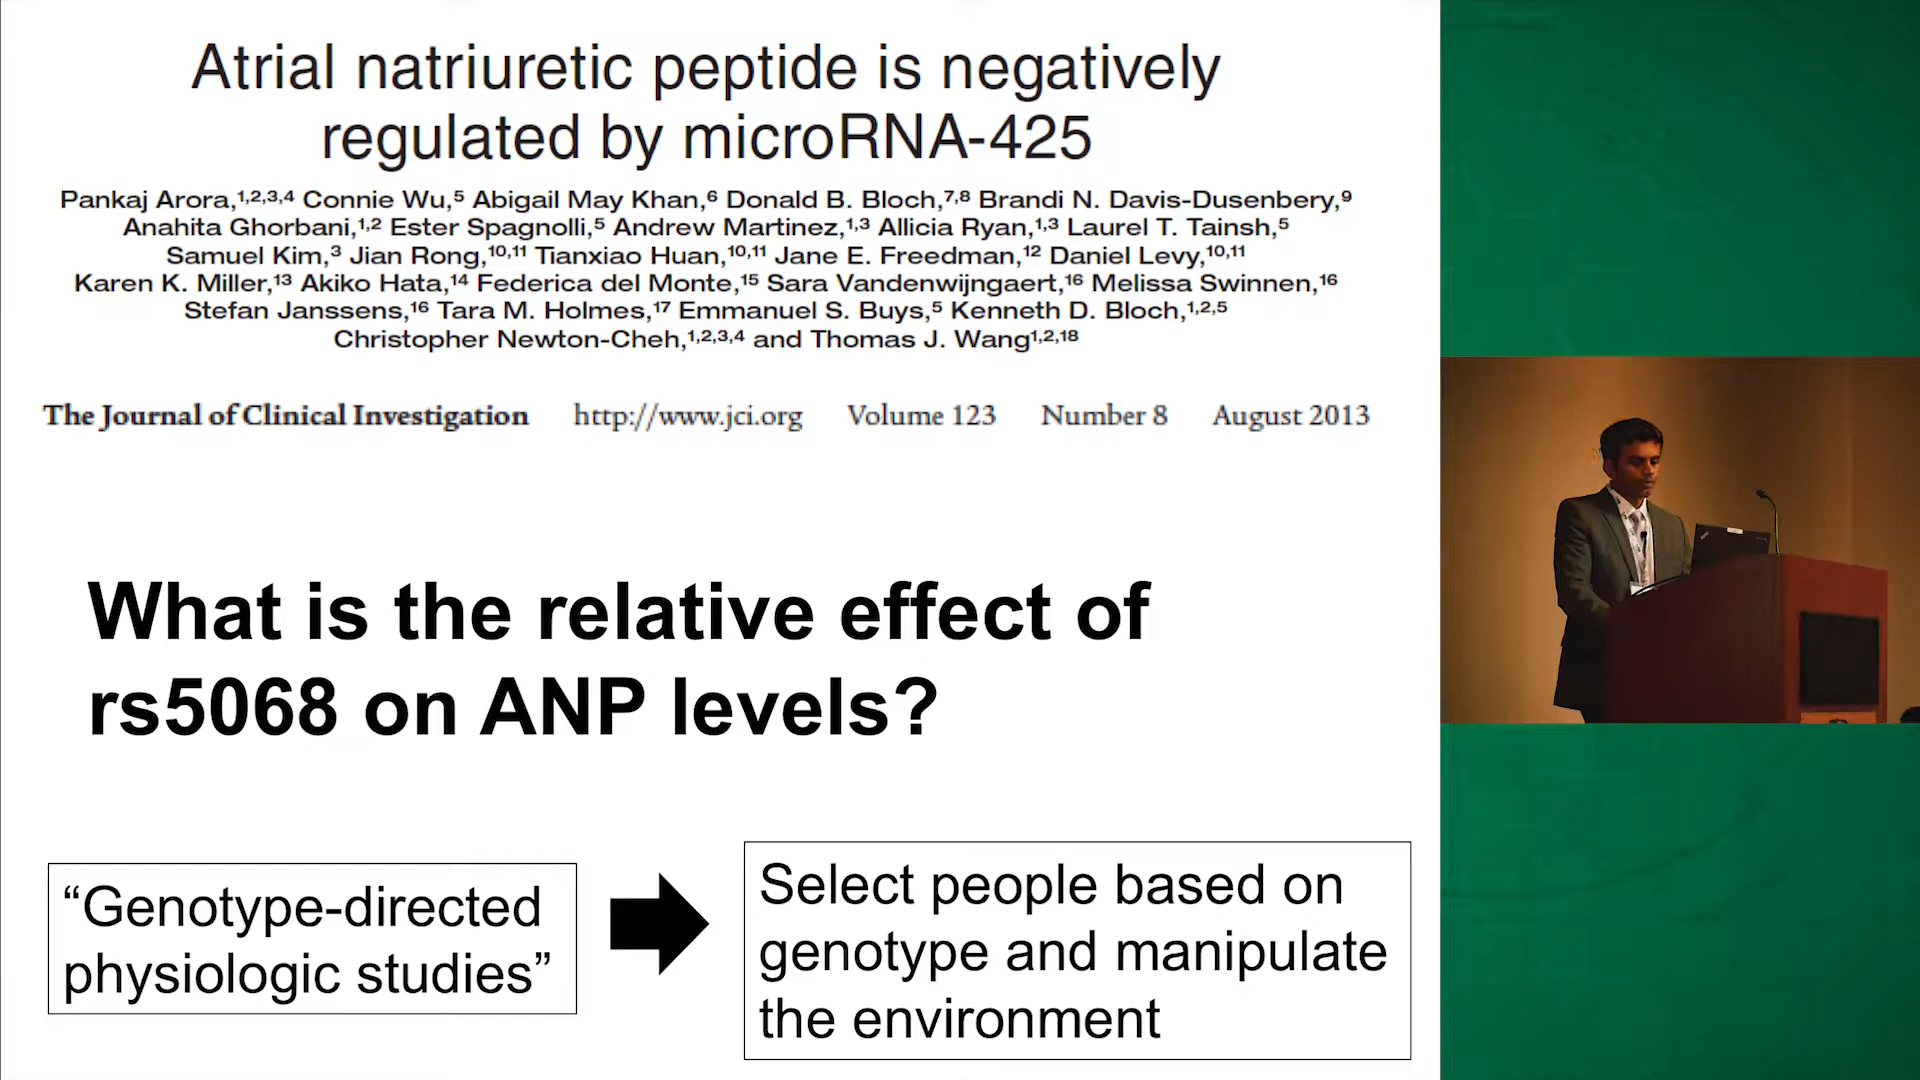 Atrial natriuretic peptide is negatively
regulated by microRNA-425
Pankaj Arora,1,2,3,4 Connie Wu,5 Abigail May Khan,6 Donald B. Bloch,7,8 Brandi N. Davis-Dusenbery,9
Anahita Ghorbani,1,2 Ester Spagnolli,5 Andrew Martinez,1,3 Allicia Ryan,1,3 Laurel T. Tainsh,5
Samuel Kim,3 Jian Rong,10,11 Tianxiao Huan,10,11 Jane E. Freedman,12 Daniel Levy,10,11
Karen K. Miller,13 Akiko Hata,14 Federica del Monte,15 Sara Vandenwijngaert,16 Melissa Swinnen,16
Stefan Janssens,16 Tara M. Holmes,17 Emmanuel S. Buys,5 Kenneth D. Bloch,1,2,5
Christopher Newton-Cheh,1,2,3,4 and Thomas J. Wang1,2,18
The Journal of Clinical Investigation http://www.jci.org Volume 123 Number 8 August 2013
What is the relative effect of
rs5068 on ANP levels?
“Genotype-directed
physiologic studies”
Select people based on
genotype and manipulate
the environment